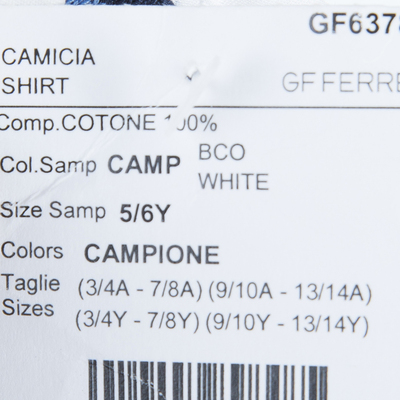 GF637
CAMICIA
SHIRT
GF FERRE
Comp.COTONE 100%
Col.Samp CAMP BCO
WHITE
Size Samp 5/6Y
Colors CAMPIONE
Taglie (3/4A - 7/8A) (9/10A - 13/14A)
Sizes (3/4Y - 7/8Y) (9/10Y - 13/14Y)